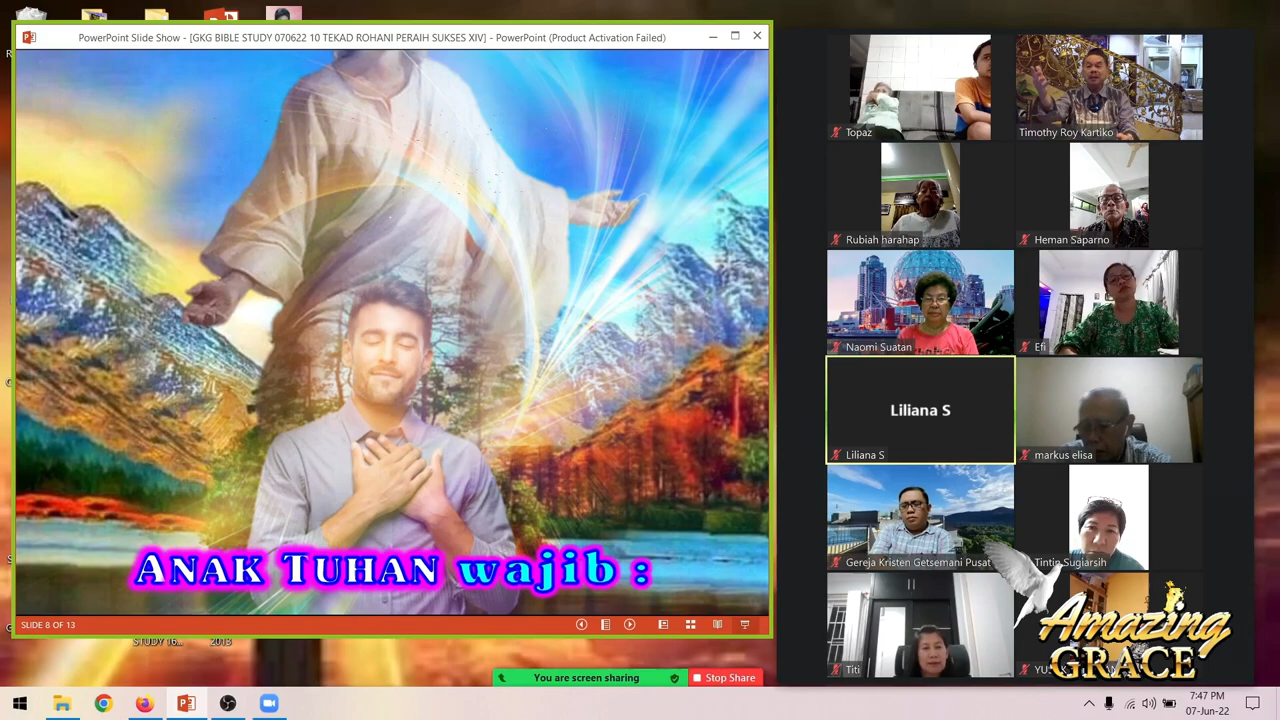 PowerPoint Slide Show - [GKG BIBLE STUDY 070622 10 TEKAD ROHANI PERAIH SUKSES XIV] - PowerPoint (Product Activation Failed)
ANAK TUHAN wajib :
SLIDE 8 OF 13
2013
You are screen sharing
Stop Share
Topaz
Timothy Roy Kartiko
Rubiah harahap
Heman Saparno
Naomi Suatan
Efi
Liliana S
Liliana S
markus elisa
Gereja Kristen Getsemani Pusat
Tintin Sugiarsih
Titi
Amazing
GRACE
7:47 PM
07-Jun-22